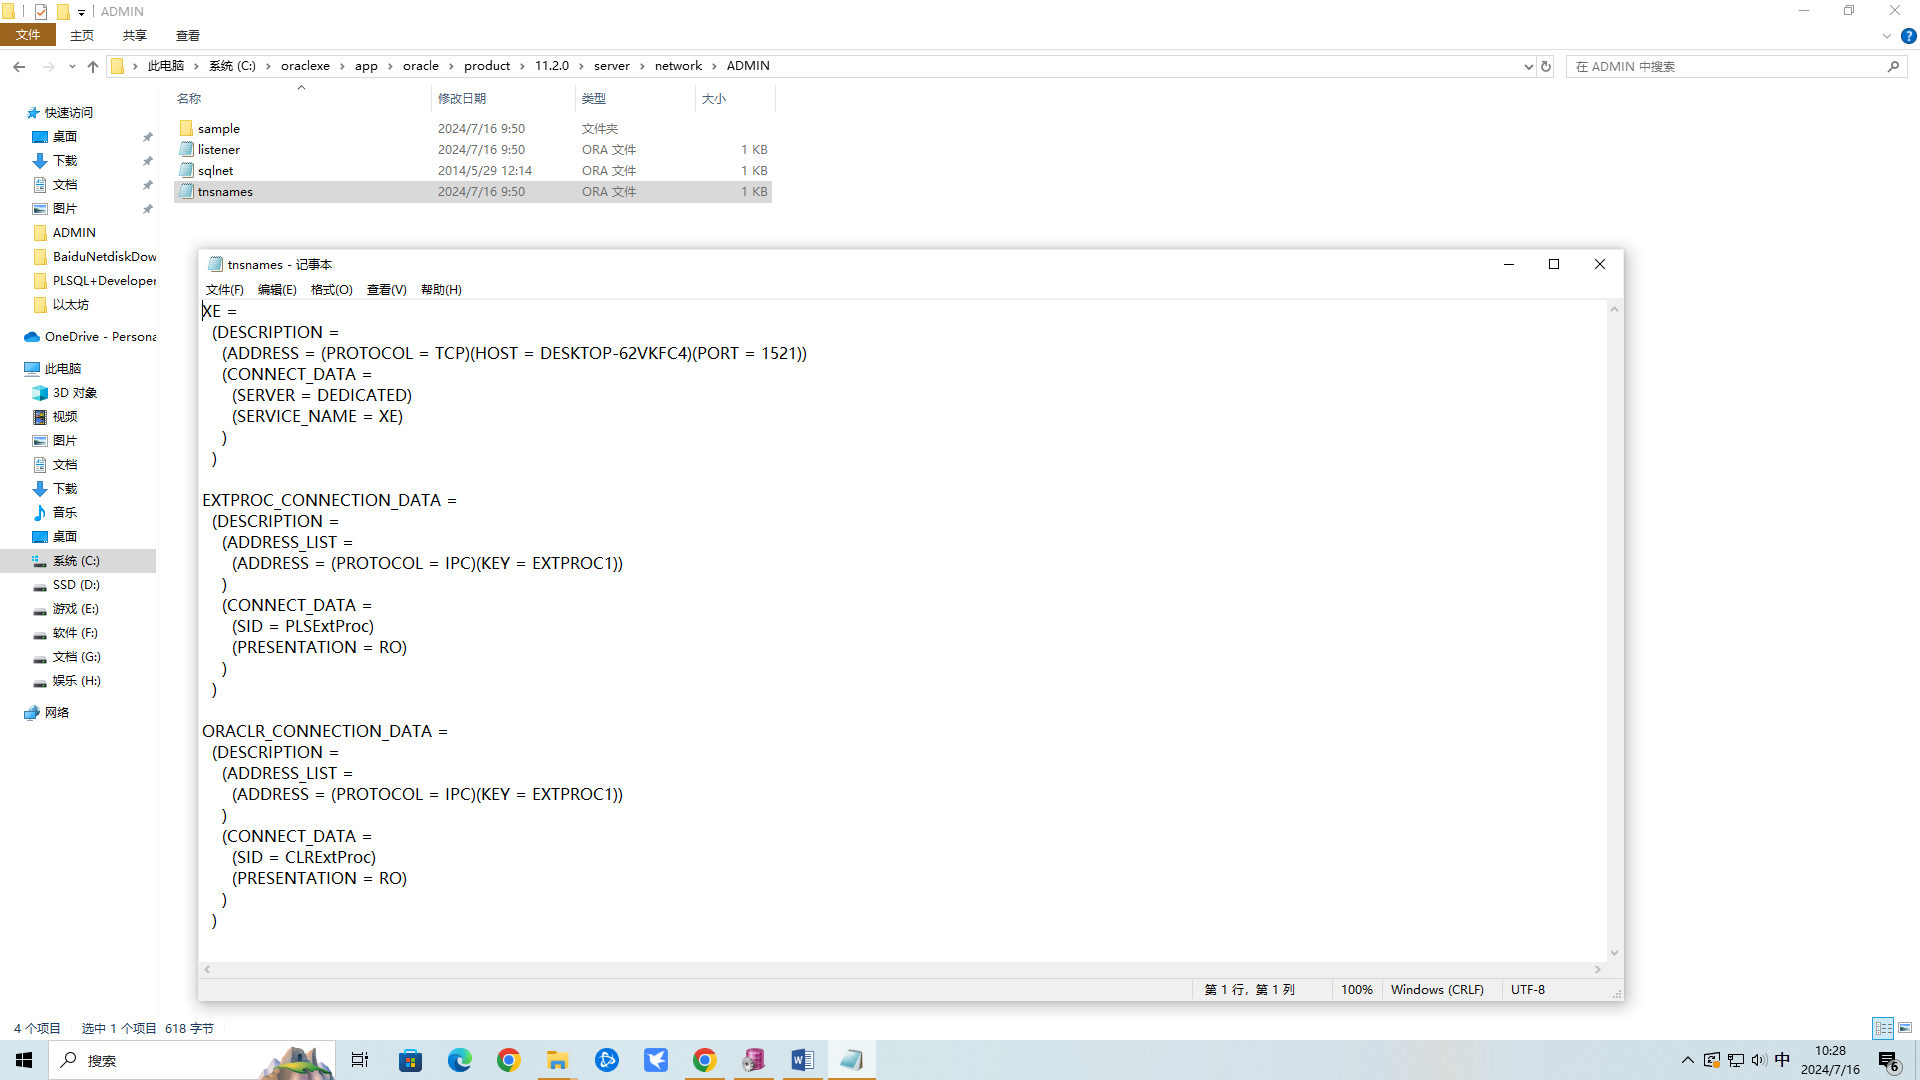 ADMIN
文件 主页 共享 查看
此电脑 › 系统 (C:) › oraclexe › app › oracle › product › 11.2.0 › server › network › ADMIN
在 ADMIN 中搜索
名称 修改日期 类型 大小
sample 2024/7/16 9:50 文件夹
listener 2024/7/16 9:50 ORA 文件 1 KB
sqlnet 2014/5/29 12:14 ORA 文件 1 KB
tnsnames 2024/7/16 9:50 ORA 文件 1 KB
快速访问
桌面
下载
文档
图片
ADMIN
BaiduNetdiskDow
PLSQL+Developer
以太坊
OneDrive - Persona
此电脑
3D 对象
视频
图片
文档
下载
音乐
桌面
系统 (C:)
SSD (D:)
游戏 (E:)
软件 (F:)
文档 (G:)
娱乐 (H:)
网络
tnsnames - 记事本
文件(F) 编辑(E) 格式(O) 查看(V) 帮助(H)
XE =
(DESCRIPTION =
(ADDRESS = (PROTOCOL = TCP)(HOST = DESKTOP-62VKFC4)(PORT = 1521))
(CONNECT_DATA =
(SERVER = DEDICATED)
(SERVICE_NAME = XE)
)
)
EXTPROC_CONNECTION_DATA =
(DESCRIPTION =
(ADDRESS_LIST =
(ADDRESS = (PROTOCOL = IPC)(KEY = EXTPROC1))
)
(CONNECT_DATA =
(SID = PLSExtProc)
(PRESENTATION = RO)
)
)
ORACLR_CONNECTION_DATA =
(DESCRIPTION =
(ADDRESS_LIST =
(ADDRESS = (PROTOCOL = IPC)(KEY = EXTPROC1))
)
(CONNECT_DATA =
(SID = CLRExtProc)
(PRESENTATION = RO)
)
)
第 1 行，第 1 列 100% Windows (CRLF) UTF-8
4 个项目 选中 1 个项目 618 字节
搜索
中
10:28
2024/7/16
6